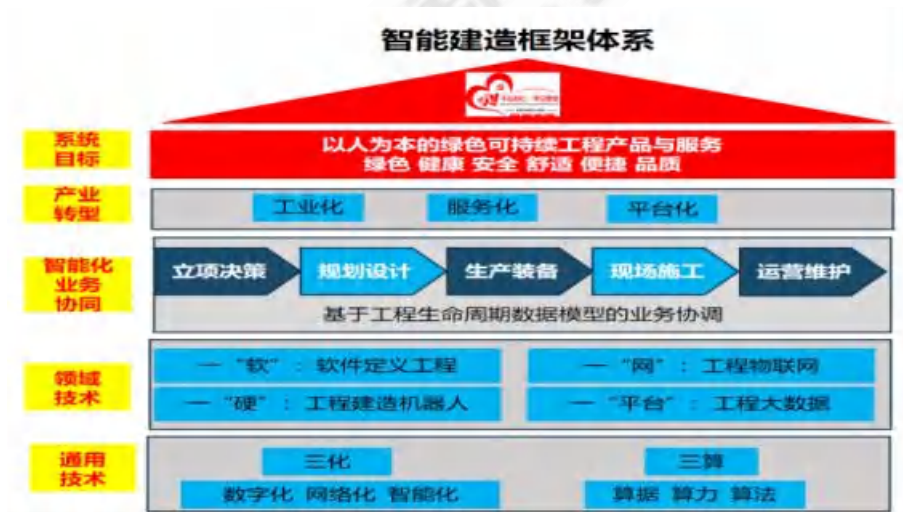 智能建造框架体系
系统
目标
以人为本的绿色可持续工程产品与服务
绿色 健康 安全 舒适 便捷 品质
产业
转型
工业化 服务化 平台化
智能化
业务
协同
立项决策 规划设计 生产装备 现场施工 运营维护
基于工程生命周期数据模型的业务协调
领域
技术
一 “软” ：软件定义工程 一 “网” ：工程物联网
一 “硬” ：工程建造机器人 一 “平台” ：工程大数据
通用
技术
三化 三算
数字化 网络化 智能化 算据 算力 算法